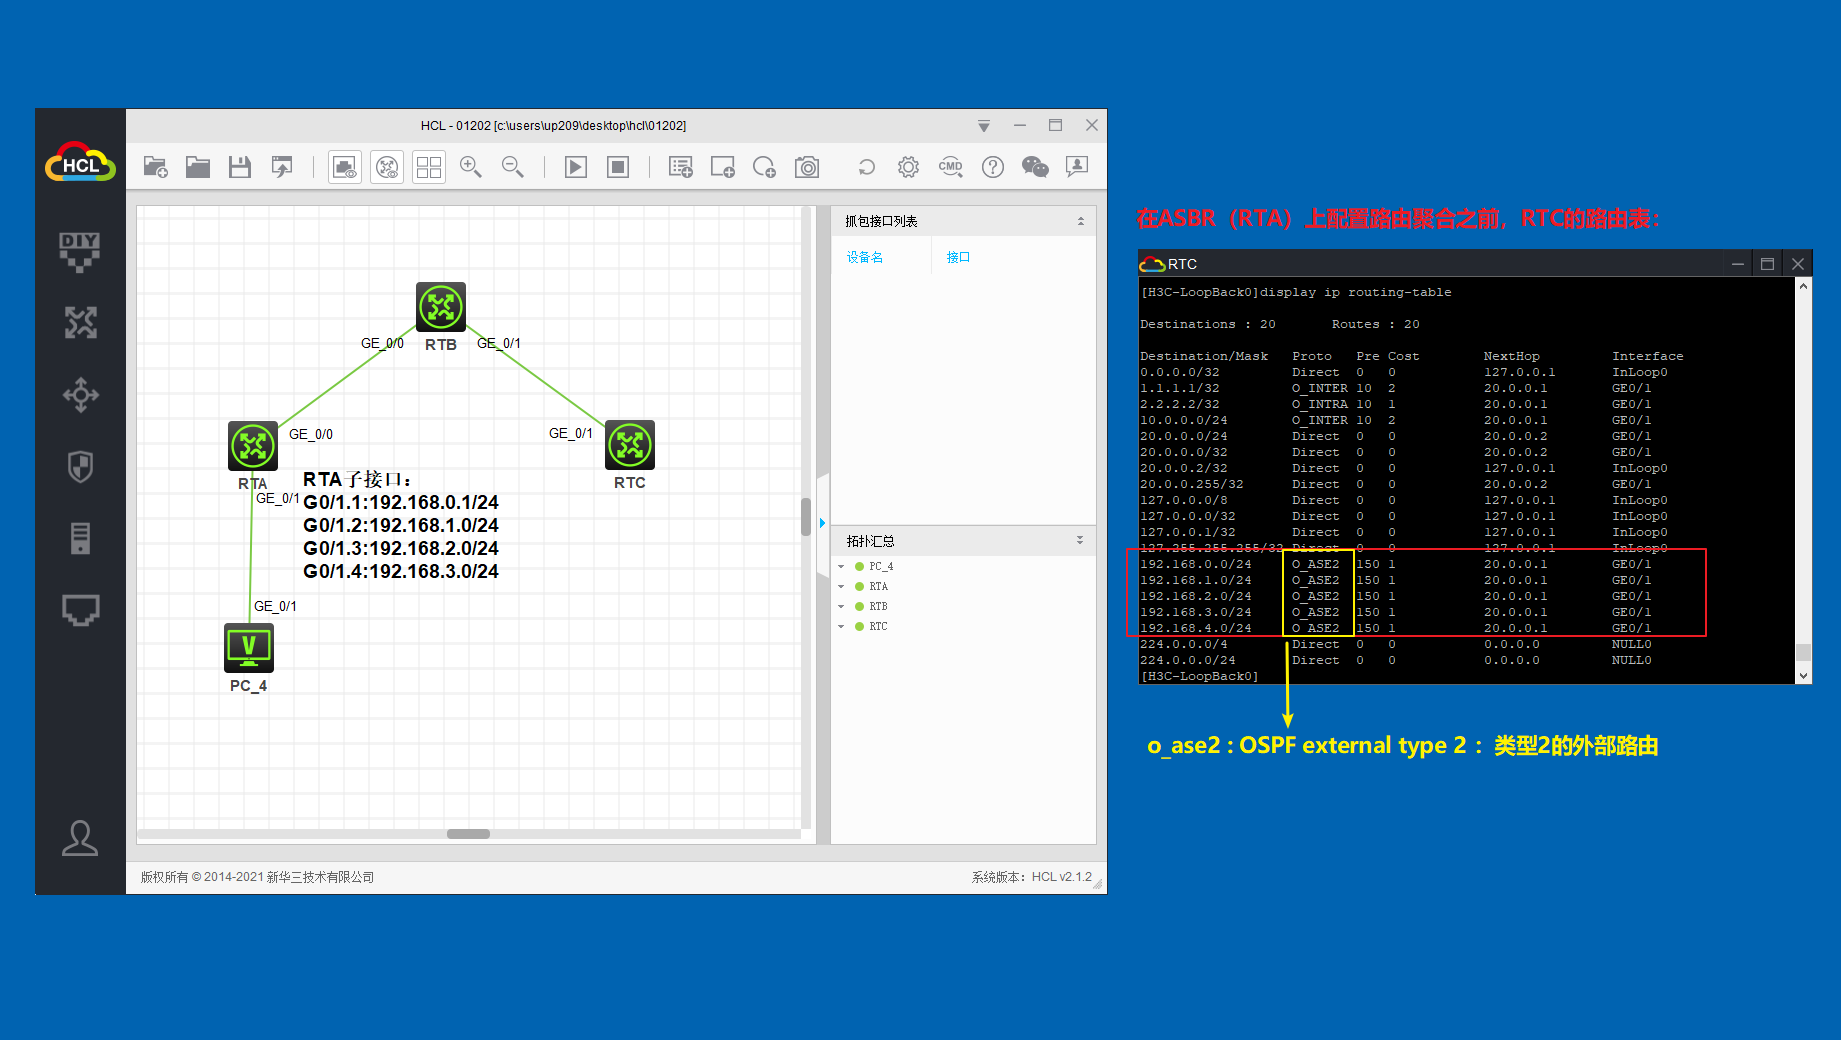 HCL - 01202 [c:\users\up209\desktop\hcl\01202]
HCL
DIY
CMD
抓包接口列表
设备名 接口
RTB
GE_0/0
GE_0/1
RTA
GE_0/0
GE_0/1
RTC
GE_0/1
RTA子接口:
G0/1.1:192.168.0.1/24
G0/1.2:192.168.1.0/24
G0/1.3:192.168.2.0/24
G0/1.4:192.168.3.0/24
GE_0/1
V
PC_4
拓扑汇总
PC_4
RTA
RTB
RTC
版权所有 © 2014-2021 新华三技术有限公司
系统版本: HCL v2.1.2
在ASBR（RTA）上配置路由聚合之前，RTC的路由表：
RTC
[H3C-LoopBack0]display ip routing-table
Destinations : 20 Routes : 20
Destination/Mask Proto Pre Cost NextHop Interface
0.0.0.0/32 Direct 0 0 127.0.0.1 InLoop0
1.1.1.1/32 O_INTER 10 2 20.0.0.1 GE0/1
2.2.2.2/32 O_INTRA 10 1 20.0.0.1 GE0/1
10.0.0.0/24 O_INTER 10 2 20.0.0.1 GE0/1
20.0.0.0/24 Direct 0 0 20.0.0.2 GE0/1
20.0.0.0/32 Direct 0 0 20.0.0.2 GE0/1
20.0.0.2/32 Direct 0 0 127.0.0.1 InLoop0
20.0.0.255/32 Direct 0 0 20.0.0.2 GE0/1
127.0.0.0/8 Direct 0 0 127.0.0.1 InLoop0
127.0.0.0/32 Direct 0 0 127.0.0.1 InLoop0
127.0.0.1/32 Direct 0 0 127.0.0.1 InLoop0
127.255.255.255/32 Direct 0 0 127.0.0.1 InLoop0
192.168.0.0/24 O_ASE2 150 1 20.0.0.1 GE0/1
192.168.1.0/24 O_ASE2 150 1 20.0.0.1 GE0/1
192.168.2.0/24 O_ASE2 150 1 20.0.0.1 GE0/1
192.168.3.0/24 O_ASE2 150 1 20.0.0.1 GE0/1
192.168.4.0/24 O_ASE2 150 1 20.0.0.1 GE0/1
224.0.0.0/4 Direct 0 0 0.0.0.0 NULL0
224.0.0.0/24 Direct 0 0 0.0.0.0 NULL0
[H3C-LoopBack0]
o_ase2 : OSPF external type 2： 类型2的外部路由